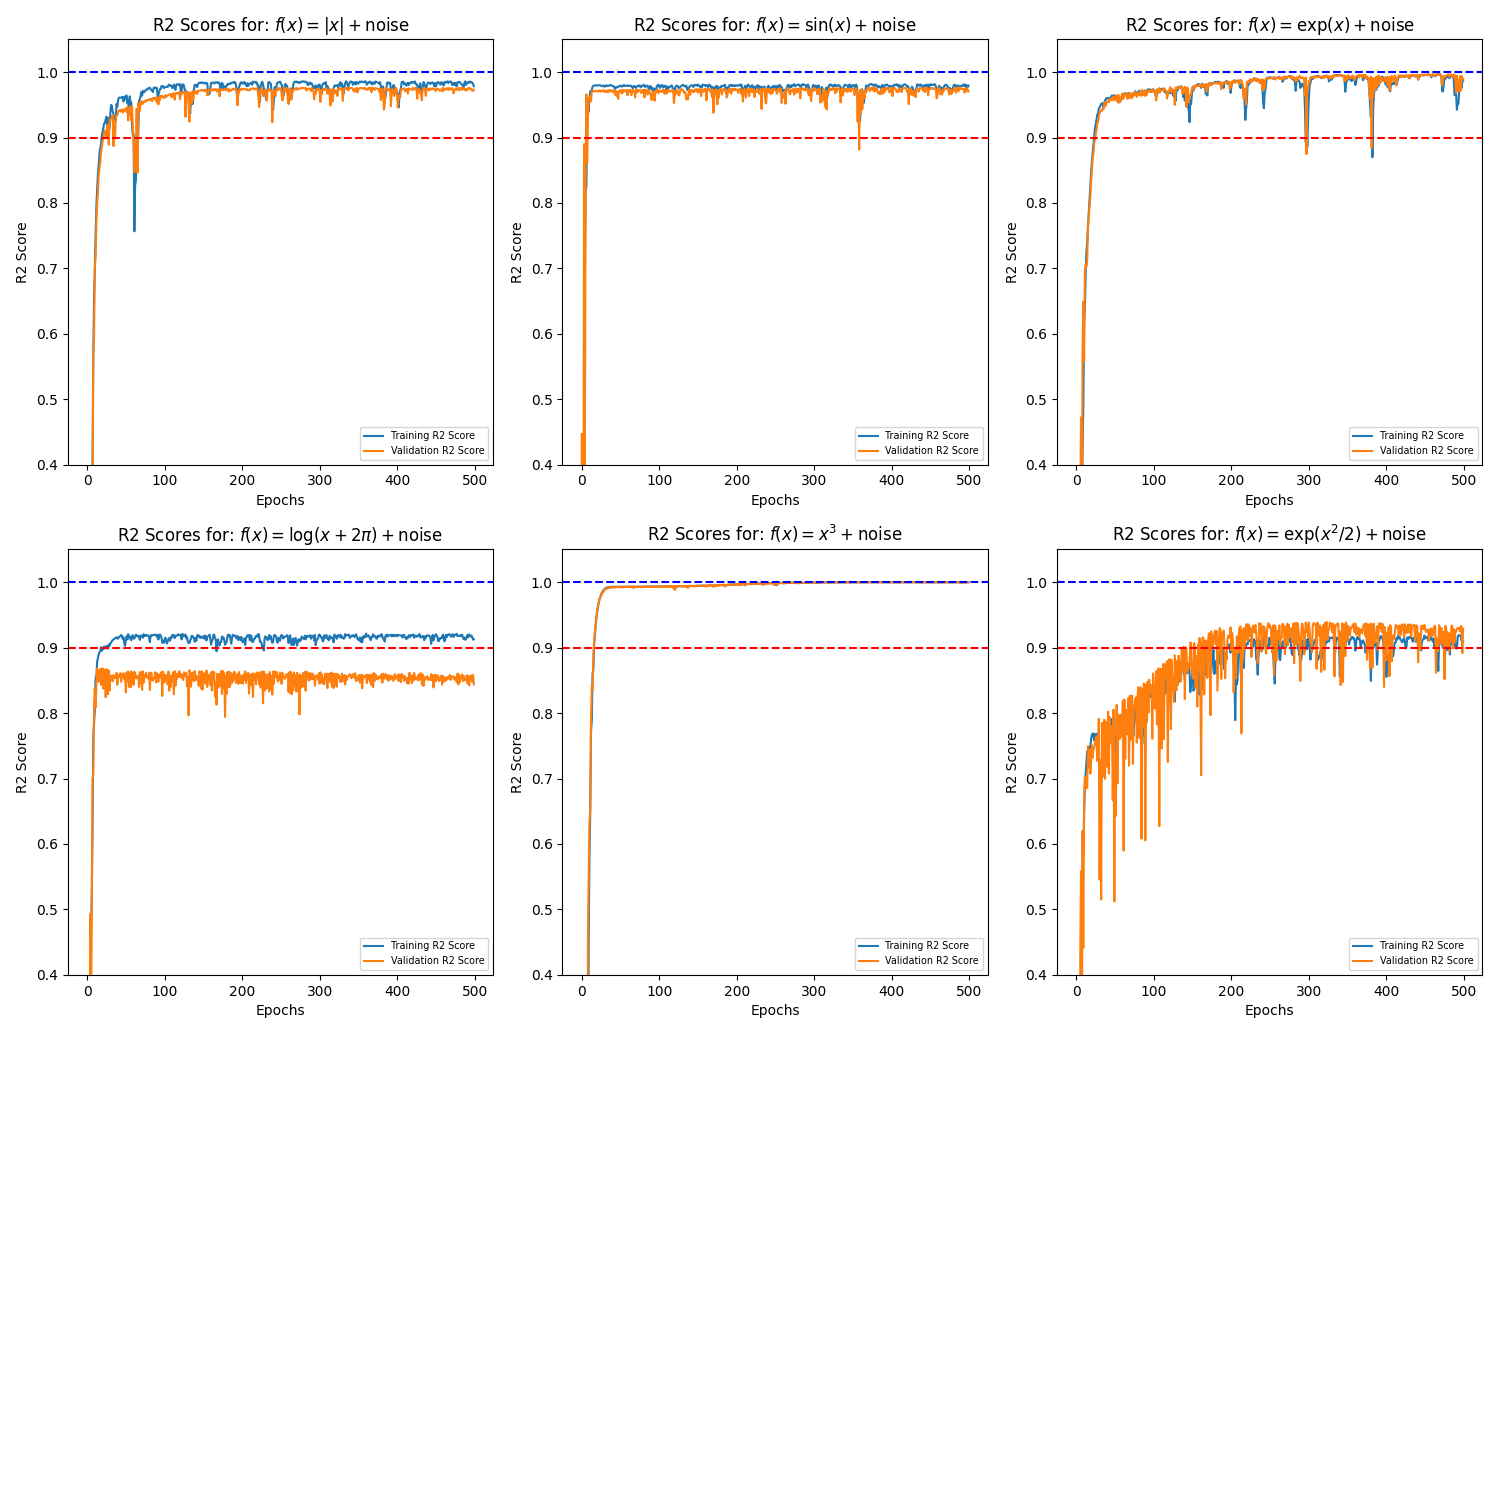 R2 Scores for: f(x) = |x| + noise
R2 Score
1.0
0.9
0.8
0.7
0.6
0.5
0.4
Training R2 Score
Validation R2 Score
0 100 200 300 400 500
Epochs
R2 Scores for: f(x) = sin(x) + noise
R2 Score
1.0
0.9
0.8
0.7
0.6
0.5
0.4
Training R2 Score
Validation R2 Score
0 100 200 300 400 500
Epochs
R2 Scores for: f(x) = exp(x) + noise
R2 Score
1.0
0.9
0.8
0.7
0.6
0.5
0.4
Training R2 Score
Validation R2 Score
0 100 200 300 400 500
Epochs
R2 Scores for: f(x) = log(x + 2π) + noise
R2 Score
1.0
0.9
0.8
0.7
0.6
0.5
0.4
Training R2 Score
Validation R2 Score
0 100 200 300 400 500
Epochs
R2 Scores for: f(x) = x³ + noise
R2 Score
1.0
0.9
0.8
0.7
0.6
0.5
0.4
Training R2 Score
Validation R2 Score
0 100 200 300 400 500
Epochs
R2 Scores for: f(x) = exp(x²/2) + noise
R2 Score
1.0
0.9
0.8
0.7
0.6
0.5
0.4
Training R2 Score
Validation R2 Score
0 100 200 300 400 500
Epochs